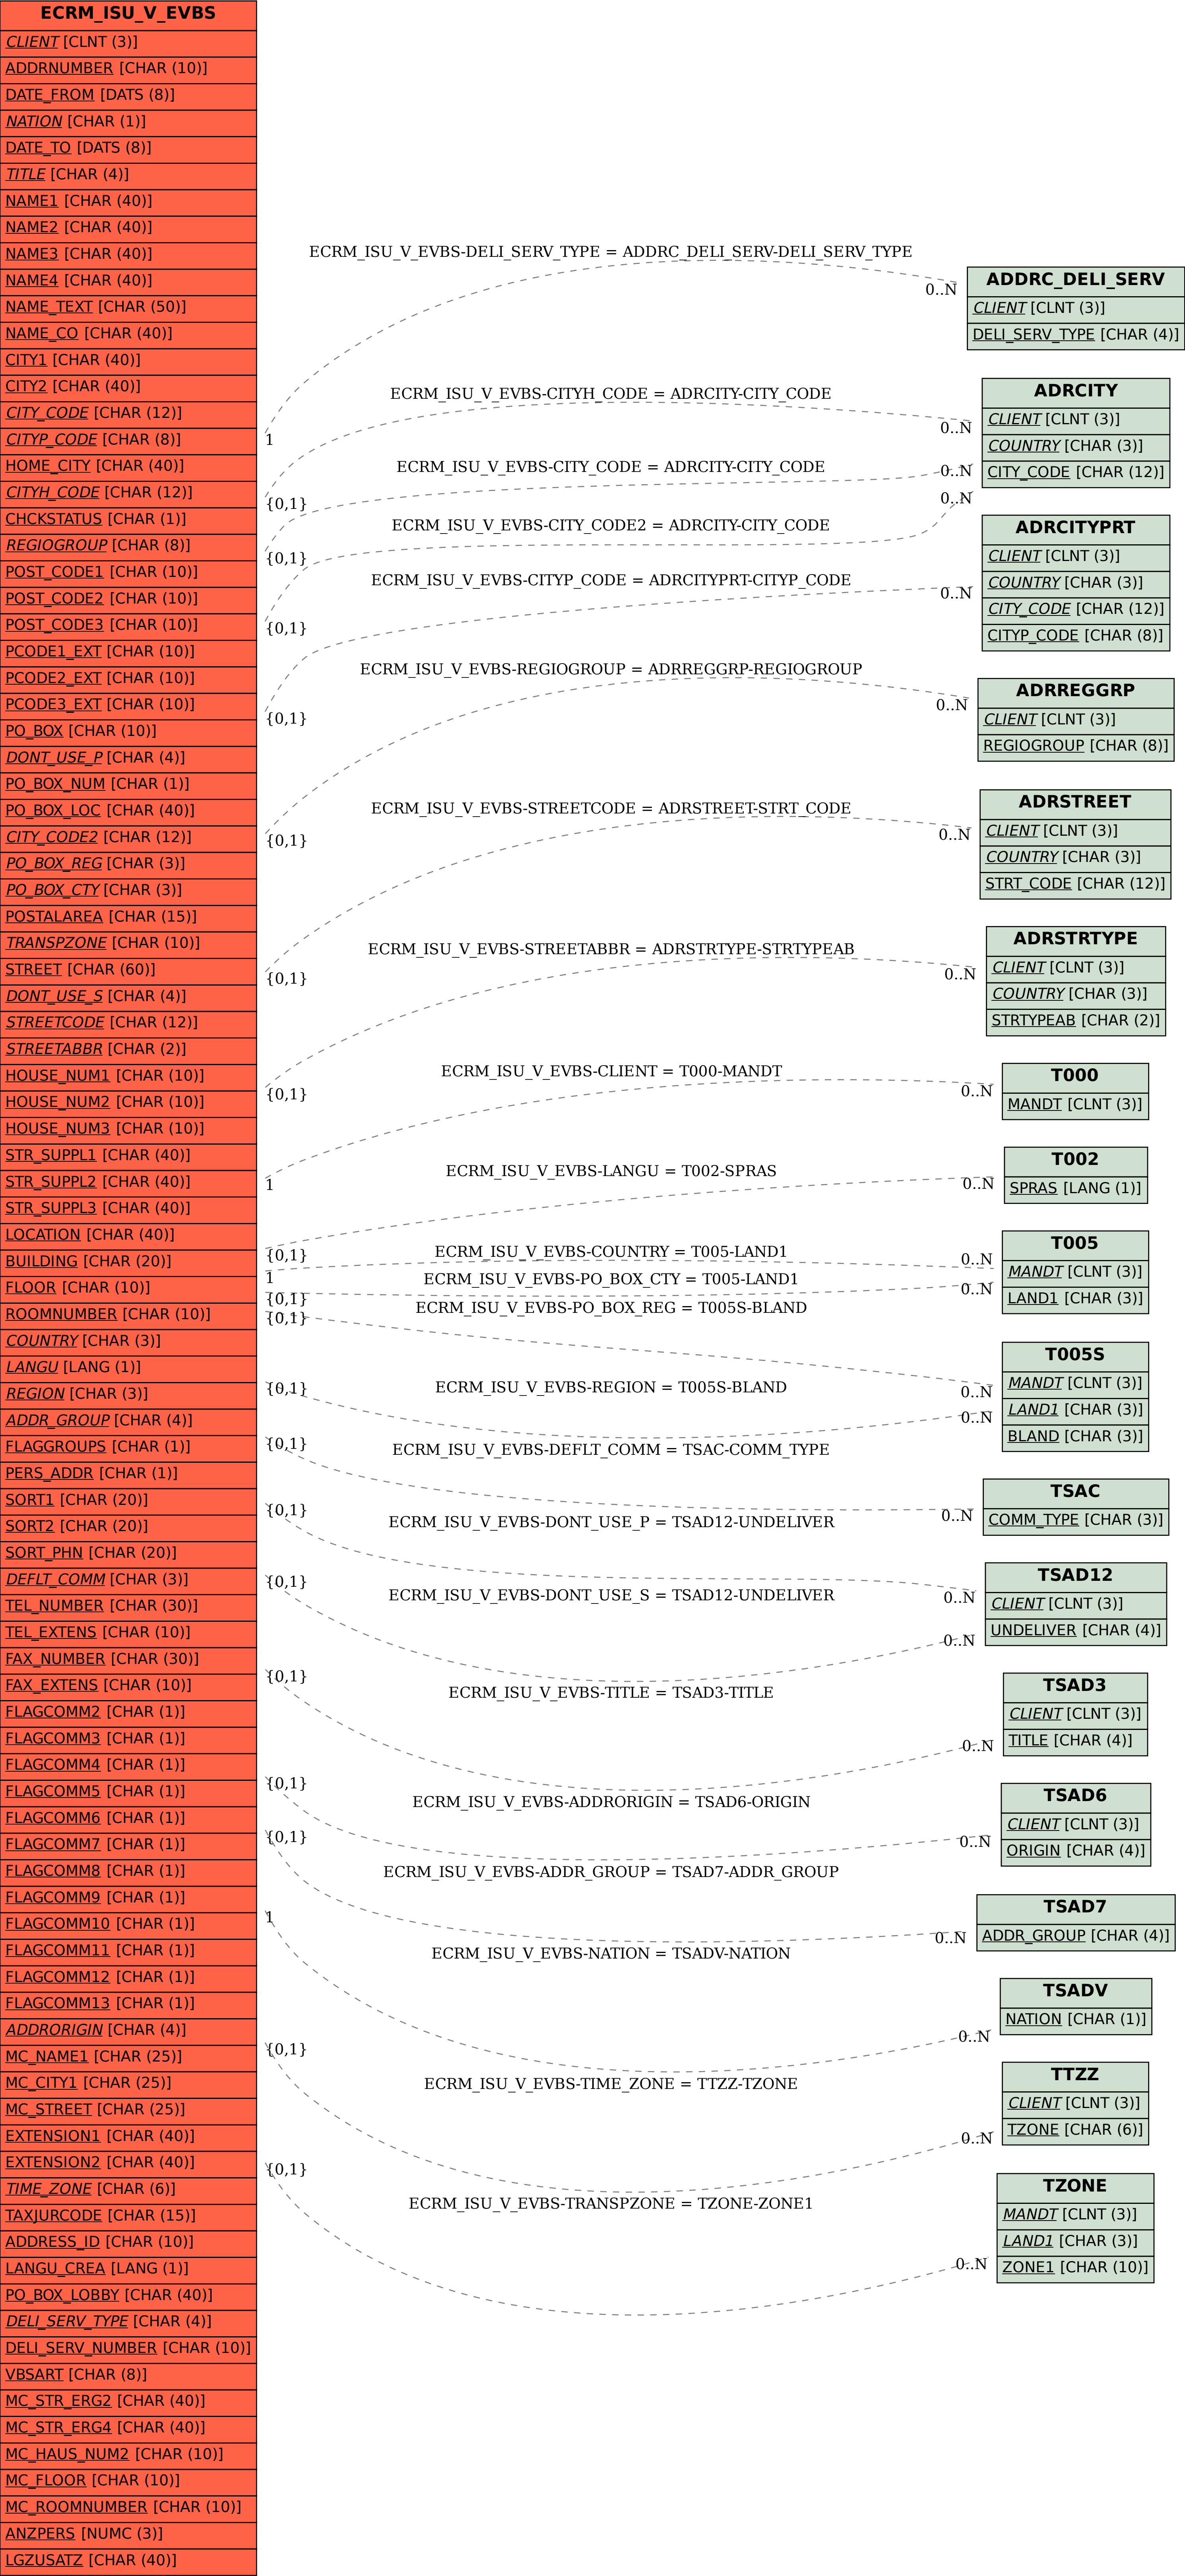 ECRM_ISU_V_EVBS
CLIENT [CLNT (3)]
ADDRNUMBER [CHAR (10)]
DATE_FROM [DATS (8)]
NATION [CHAR (1)]
DATE_TO [DATS (8)]
TITLE [CHAR (4)]
NAME1 [CHAR (40)]
NAME2 [CHAR (40)]
NAME3 [CHAR (40)]
NAME4 [CHAR (40)]
NAME_TEXT [CHAR (50)]
NAME_CO [CHAR (40)]
CITY1 [CHAR (40)]
CITY2 [CHAR (40)]
CITY_CODE [CHAR (12)]
CITYP_CODE [CHAR (8)]
HOME_CITY [CHAR (40)]
CITYH_CODE [CHAR (12)]
CHCKSTATUS [CHAR (1)]
REGIOGROUP [CHAR (8)]
POST_CODE1 [CHAR (10)]
POST_CODE2 [CHAR (10)]
POST_CODE3 [CHAR (10)]
PCODE1_EXT [CHAR (10)]
PCODE2_EXT [CHAR (10)]
PCODE3_EXT [CHAR (10)]
PO_BOX [CHAR (10)]
DONT_USE_P [CHAR (4)]
PO_BOX_NUM [CHAR (1)]
PO_BOX_LOC [CHAR (40)]
CITY_CODE2 [CHAR (12)]
PO_BOX_REG [CHAR (3)]
PO_BOX_CTY [CHAR (3)]
POSTALAREA [CHAR (15)]
TRANSPZONE [CHAR (10)]
STREET [CHAR (60)]
DONT_USE_S [CHAR (4)]
STREETCODE [CHAR (12)]
STREETABBR [CHAR (2)]
HOUSE_NUM1 [CHAR (10)]
HOUSE_NUM2 [CHAR (10)]
HOUSE_NUM3 [CHAR (10)]
STR_SUPPL1 [CHAR (40)]
STR_SUPPL2 [CHAR (40)]
STR_SUPPL3 [CHAR (40)]
LOCATION [CHAR (40)]
BUILDING [CHAR (20)]
FLOOR [CHAR (10)]
ROOMNUMBER [CHAR (10)]
COUNTRY [CHAR (3)]
LANGU [LANG (1)]
REGION [CHAR (3)]
ADDR_GROUP [CHAR (4)]
FLAGGROUPS [CHAR (1)]
PERS_ADDR [CHAR (1)]
SORT1 [CHAR (20)]
SORT2 [CHAR (20)]
SORT_PHN [CHAR (20)]
DEFLT_COMM [CHAR (3)]
TEL_NUMBER [CHAR (30)]
TEL_EXTENS [CHAR (10)]
FAX_NUMBER [CHAR (30)]
FAX_EXTENS [CHAR (10)]
FLAGCOMM2 [CHAR (1)]
FLAGCOMM3 [CHAR (1)]
FLAGCOMM4 [CHAR (1)]
FLAGCOMM5 [CHAR (1)]
FLAGCOMM6 [CHAR (1)]
FLAGCOMM7 [CHAR (1)]
FLAGCOMM8 [CHAR (1)]
FLAGCOMM9 [CHAR (1)]
FLAGCOMM10 [CHAR (1)]
FLAGCOMM11 [CHAR (1)]
FLAGCOMM12 [CHAR (1)]
FLAGCOMM13 [CHAR (1)]
ADDRORIGIN [CHAR (4)]
MC_NAME1 [CHAR (25)]
MC_CITY1 [CHAR (25)]
MC_STREET [CHAR (25)]
EXTENSION1 [CHAR (40)]
EXTENSION2 [CHAR (40)]
TIME_ZONE [CHAR (6)]
TAXJURCODE [CHAR (15)]
ADDRESS_ID [CHAR (10)]
LANGU_CREA [LANG (1)]
PO_BOX_LOBBY [CHAR (40)]
DELI_SERV_TYPE [CHAR (4)]
DELI_SERV_NUMBER [CHAR (10)]
VBSART [CHAR (8)]
MC_STR_ERG2 [CHAR (40)]
MC_STR_ERG4 [CHAR (40)]
MC_HAUS_NUM2 [CHAR (10)]
MC_FLOOR [CHAR (10)]
MC_ROOMNUMBER [CHAR (10)]
ANZPERS [NUMC (3)]
LGZUSATZ [CHAR (40)]
ECRM_ISU_V_EVBS-DELI_SERV_TYPE = ADDRC_DELI_SERV-DELI_SERV_TYPE
1
0..N
ECRM_ISU_V_EVBS-CITYH_CODE = ADRCITY-CITY_CODE
{0,1}
0..N
ECRM_ISU_V_EVBS-CITY_CODE = ADRCITY-CITY_CODE
{0,1}
0..N
ECRM_ISU_V_EVBS-CITY_CODE2 = ADRCITY-CITY_CODE
{0,1}
0..N
ECRM_ISU_V_EVBS-CITYP_CODE = ADRCITYPRT-CITYP_CODE
{0,1}
0..N
ECRM_ISU_V_EVBS-REGIOGROUP = ADRREGGRP-REGIOGROUP
{0,1}
0..N
ECRM_ISU_V_EVBS-STREETCODE = ADRSTREET-STRT_CODE
{0,1}
0..N
ECRM_ISU_V_EVBS-STREETABBR = ADRSTRTYPE-STRTYPEAB
{0,1}
0..N
ECRM_ISU_V_EVBS-CLIENT = T000-MANDT
1
0..N
ECRM_ISU_V_EVBS-LANGU = T002-SPRAS
{0,1}
0..N
ECRM_ISU_V_EVBS-COUNTRY = T005-LAND1
1
0..N
ECRM_ISU_V_EVBS-PO_BOX_CTY = T005-LAND1
{0,1}
0..N
ECRM_ISU_V_EVBS-PO_BOX_REG = T005S-BLAND
{0,1}
0..N
ECRM_ISU_V_EVBS-REGION = T005S-BLAND
{0,1}
0..N
ECRM_ISU_V_EVBS-DEFLT_COMM = TSAC-COMM_TYPE
{0,1}
0..N
ECRM_ISU_V_EVBS-DONT_USE_P = TSAD12-UNDELIVER
{0,1}
0..N
ECRM_ISU_V_EVBS-DONT_USE_S = TSAD12-UNDELIVER
{0,1}
0..N
ECRM_ISU_V_EVBS-TITLE = TSAD3-TITLE
{0,1}
0..N
ECRM_ISU_V_EVBS-ADDRORIGIN = TSAD6-ORIGIN
{0,1}
0..N
ECRM_ISU_V_EVBS-ADDR_GROUP = TSAD7-ADDR_GROUP
{0,1}
0..N
ECRM_ISU_V_EVBS-NATION = TSADV-NATION
1
0..N
ECRM_ISU_V_EVBS-TIME_ZONE = TTZZ-TZONE
{0,1}
0..N
ECRM_ISU_V_EVBS-TRANSPZONE = TZONE-ZONE1
{0,1}
0..N
ADDRC_DELI_SERV
CLIENT [CLNT (3)]
DELI_SERV_TYPE [CHAR (4)]
ADRCITY
CLIENT [CLNT (3)]
COUNTRY [CHAR (3)]
CITY_CODE [CHAR (12)]
ADRCITYPRT
CLIENT [CLNT (3)]
COUNTRY [CHAR (3)]
CITY_CODE [CHAR (12)]
CITYP_CODE [CHAR (8)]
ADRREGGRP
CLIENT [CLNT (3)]
REGIOGROUP [CHAR (8)]
ADRSTREET
CLIENT [CLNT (3)]
COUNTRY [CHAR (3)]
STRT_CODE [CHAR (12)]
ADRSTRTYPE
CLIENT [CLNT (3)]
COUNTRY [CHAR (3)]
STRTYPEAB [CHAR (2)]
T000
MANDT [CLNT (3)]
T002
SPRAS [LANG (1)]
T005
MANDT [CLNT (3)]
LAND1 [CHAR (3)]
T005S
MANDT [CLNT (3)]
LAND1 [CHAR (3)]
BLAND [CHAR (3)]
TSAC
COMM_TYPE [CHAR (3)]
TSAD12
CLIENT [CLNT (3)]
UNDELIVER [CHAR (4)]
TSAD3
CLIENT [CLNT (3)]
TITLE [CHAR (4)]
TSAD6
CLIENT [CLNT (3)]
ORIGIN [CHAR (4)]
TSAD7
ADDR_GROUP [CHAR (4)]
TSADV
NATION [CHAR (1)]
TTZZ
CLIENT [CLNT (3)]
TZONE [CHAR (6)]
TZONE
MANDT [CLNT (3)]
LAND1 [CHAR (3)]
ZONE1 [CHAR (10)]